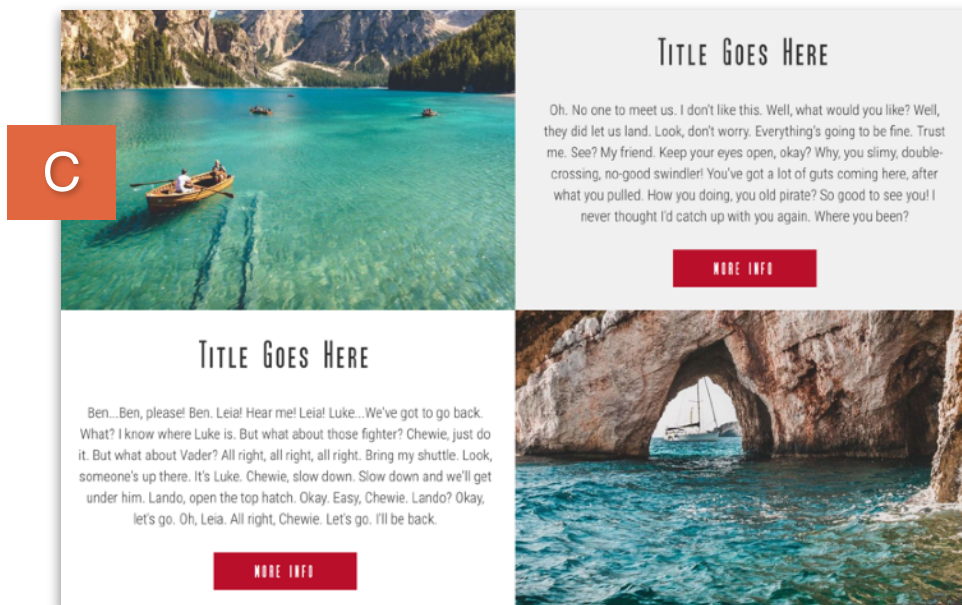 C
Title Goes Here
Oh. No one to meet us. I don't like this. Well, what would you like? Well,
they did let us land. Look, don't worry. Everything's going to be fine. Trust
me. See? My friend. Keep your eyes open, okay? Why, you slimy, double-
crossing, no-good swindler! You've got a lot of guts coming here, after
what you pulled. How you doing, you old pirate? So good to see you! I
never thought I'd catch up with you again. Where you been?
MORE INFO
Title Goes Here
Ben...Ben, please! Ben. Leia! Hear me! Leia! Luke...We've got to go back.
What? I know where Luke is. But what about those fighter? Chewie, just do
it. But what about Vader? All right, all right, all right. Bring my shuttle. Look,
someone's up there. It's Luke. Chewie, slow down. Slow down and we'll get
under him. Lando, open the top hatch. Okay. Easy, Chewie. Lando? Okay,
let's go. Oh, Leia. All right, Chewie. Let's go. I'll be back.
MORE INFO